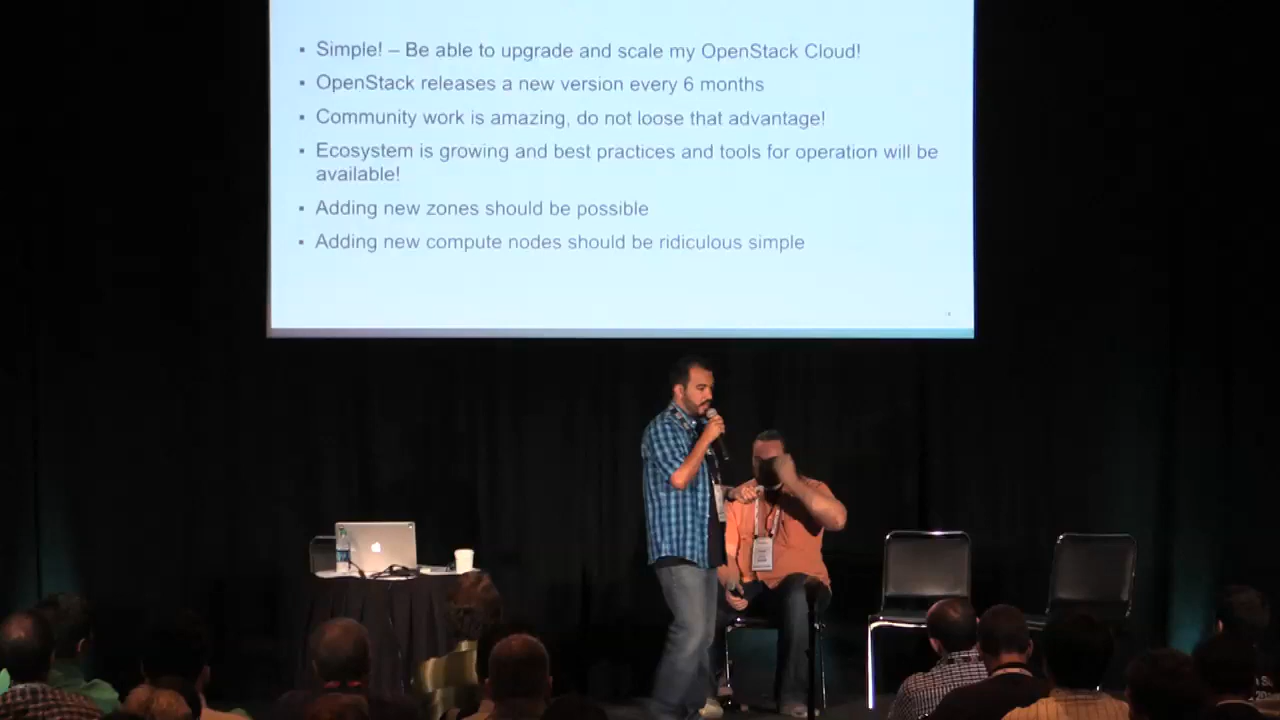 ▪ Simple! – Be able to upgrade and scale my OpenStack Cloud!
▪ OpenStack releases a new version every 6 months
▪ Community work is amazing, do not loose that advantage!
▪ Ecosystem is growing and best practices and tools for operation will be
available!
▪ Adding new zones should be possible
▪ Adding new compute nodes should be ridiculous simple